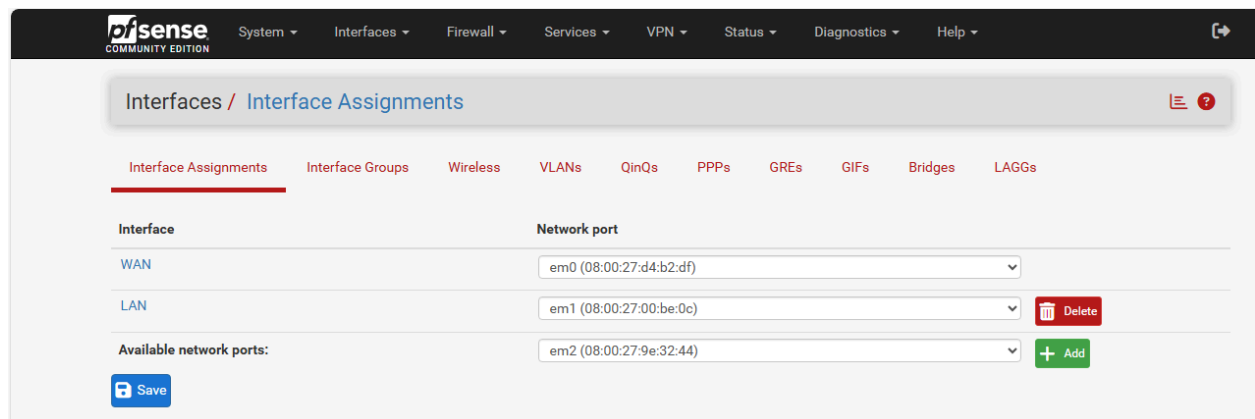 pfsense System Interfaces Firewall Services VPN Status Diagnostics Help
COMMUNITY EDITION
Interfaces / Interface Assignments
Interface Assignments Interface Groups Wireless VLANs QinQs PPPs GREs GIFs Bridges LAGGs
Interface Network port
WAN em0 (08:00:27:d4:b2:df)
LAN em1 (08:00:27:00:be:0c) Delete
Available network ports: em2 (08:00:27:9e:32:44) Add
Save